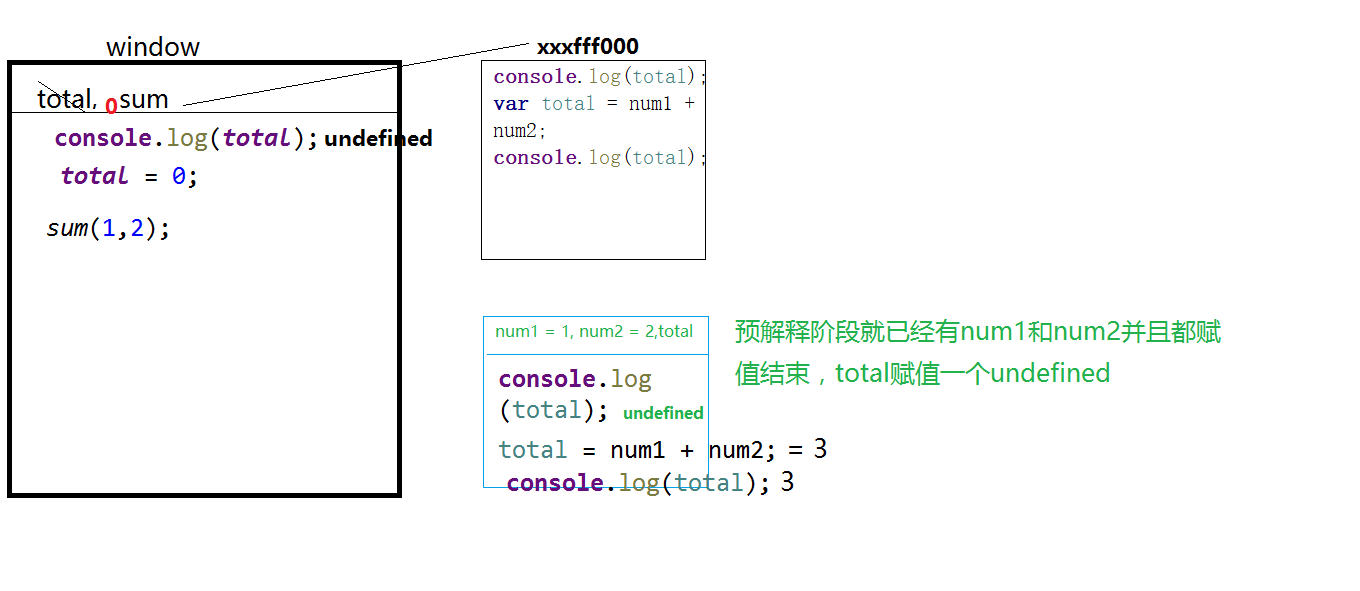 window
total, 0 sum
console.log(total); undefined
total = 0;
sum(1,2);
xxxfff000
console.log(total);
var total = num1 +
num2;
console.log(total);
num1 = 1, num2 = 2,total
console.log
(total); undefined
total = num1 + num2; = 3
console.log(total); 3
预解释阶段就已经有num1和num2并且都赋
值结束，total赋值一个undefined